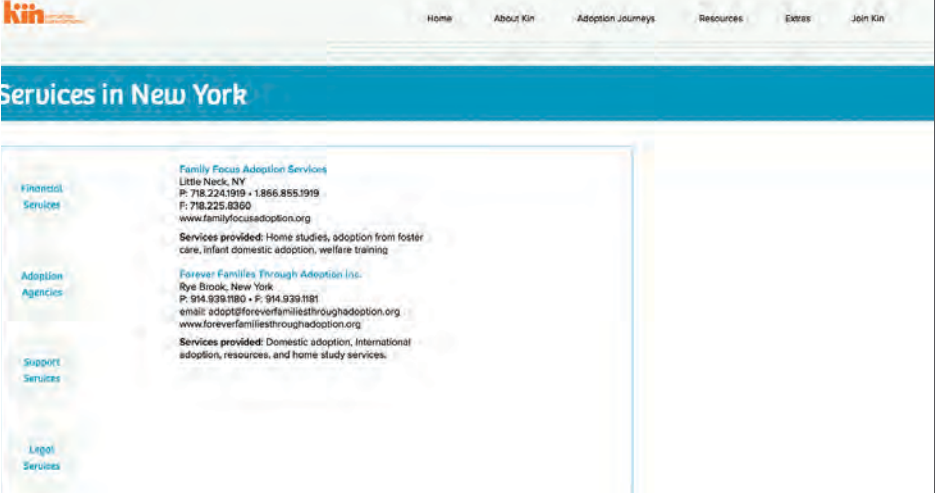 kin
Home About Kin Adoption Journeys Resources Extras Join Kin
Services in New York
Financial
Services
Adoption
Agencies
Support
Services
Legal
Services
Family Focus Adoption Services
Little Neck, NY
P: 718.224.1919 • 1.866.855.1919
F: 718.225.8360
www.familyfocusadoption.org
Services provided: Home studies, adoption from foster
care, infant domestic adoption, welfare training
Forever Families Through Adoption Inc.
Rye Brook, New York
P: 914.939.1180 • F: 914.939.1181
email: adopt@foreverfamiliesthroughadoption.org
www.foreverfamiliesthroughadoption.org
Services provided: Domestic adoption, International
adoption, resources, and home study services.